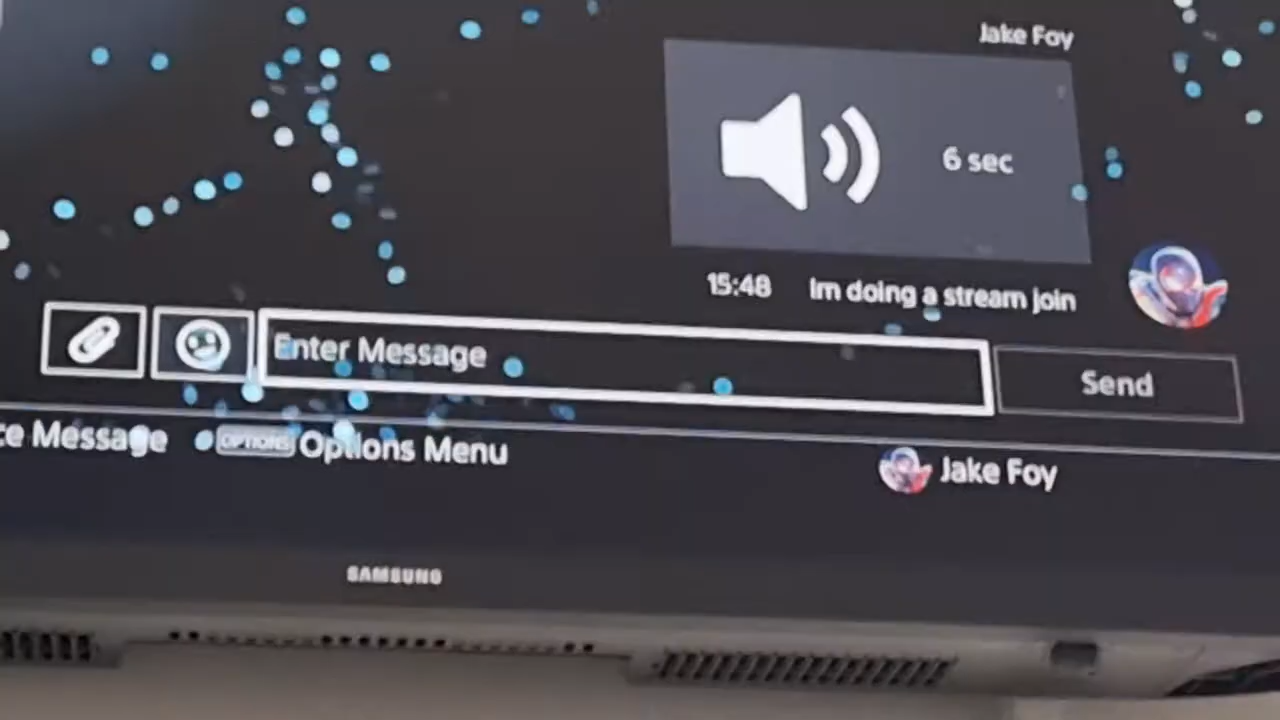 Jake Foy
6 sec
15:48 Im doing a stream join
Enter Message
Send
ce Message
OPTIONS Options Menu
Jake Foy
SAMSUNG